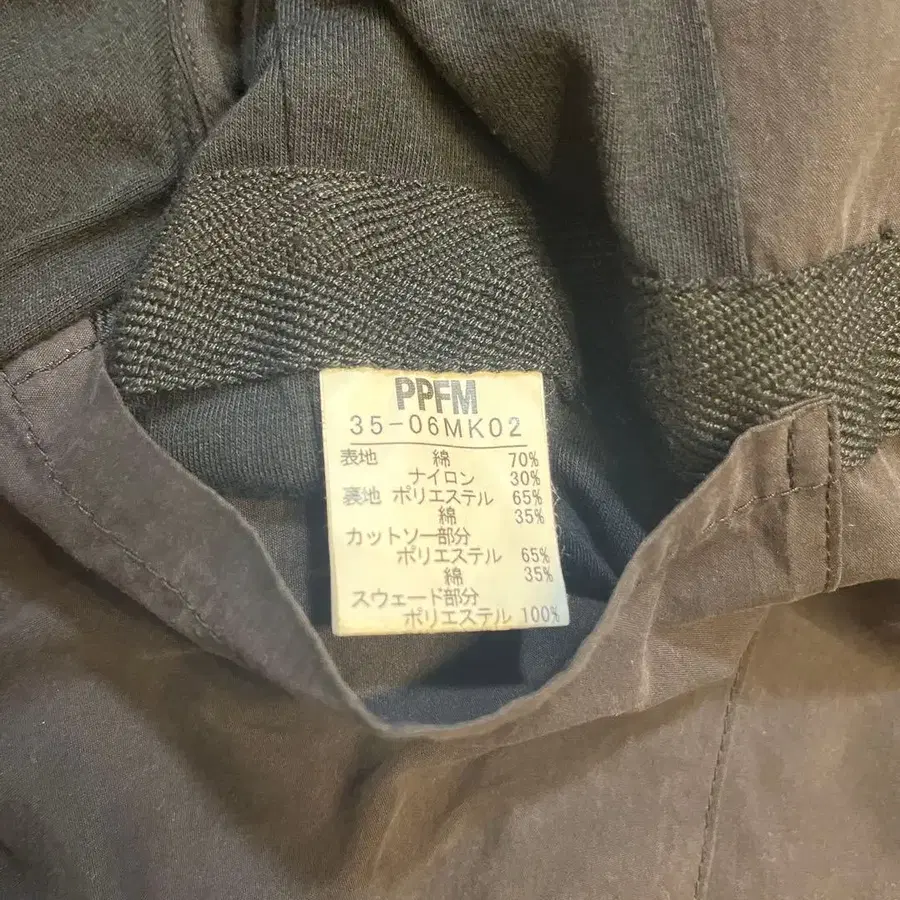 PPFM
35-06MK02
表地 綿 70%
ナイロン 30%
裏地 ポリエステル 65%
綿 35%
カットソー部分
ポリエステル 65%
綿 35%
スウェード部分
ポリエステル 100%